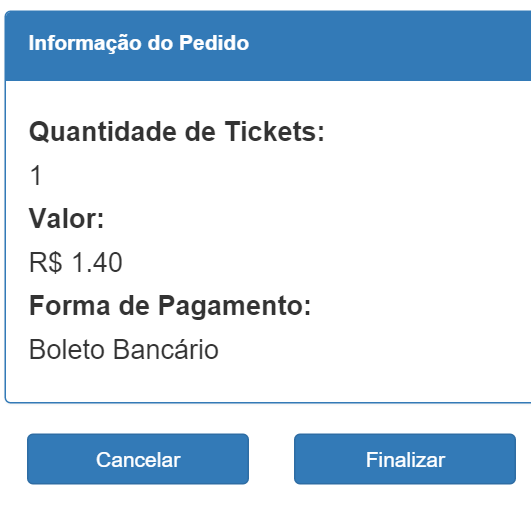 Informação do Pedido
Quantidade de Tickets:
1
Valor:
R$ 1.40
Forma de Pagamento:
Boleto Bancário
Cancelar
Finalizar